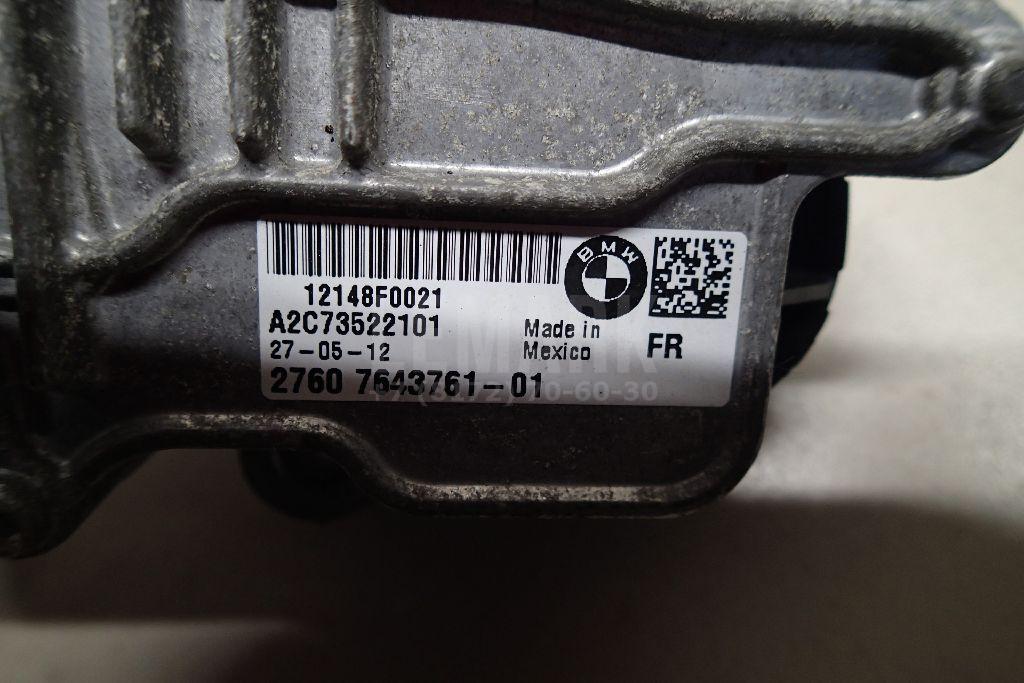 BMW
12148F0021
A2C73522101
Made in
27-05-12
Mexico
FR
2760 7643761-01